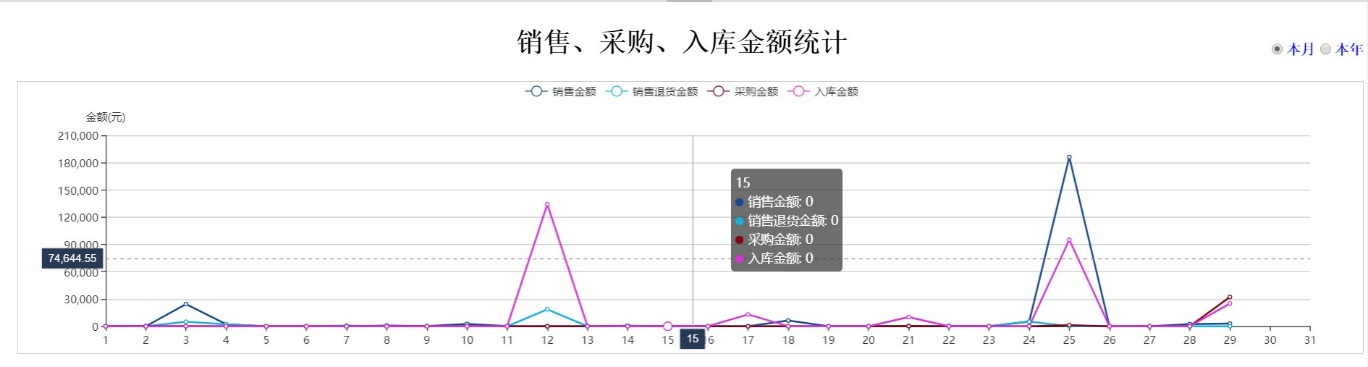 销售、采购、入库金额统计
本月 本年
销售金额 销售退货金额 采购金额 入库金额
金额(元)
210,000
180,000
150,000
120,000
90,000
74,644.55
60,000
30,000
0
15
销售金额: 0
销售退货金额: 0
采购金额: 0
入库金额: 0
1 2 3 4 5 6 7 8 9 10 11 12 13 14 15 15 6 17 18 19 20 21 22 23 24 25 26 27 28 29 30 31